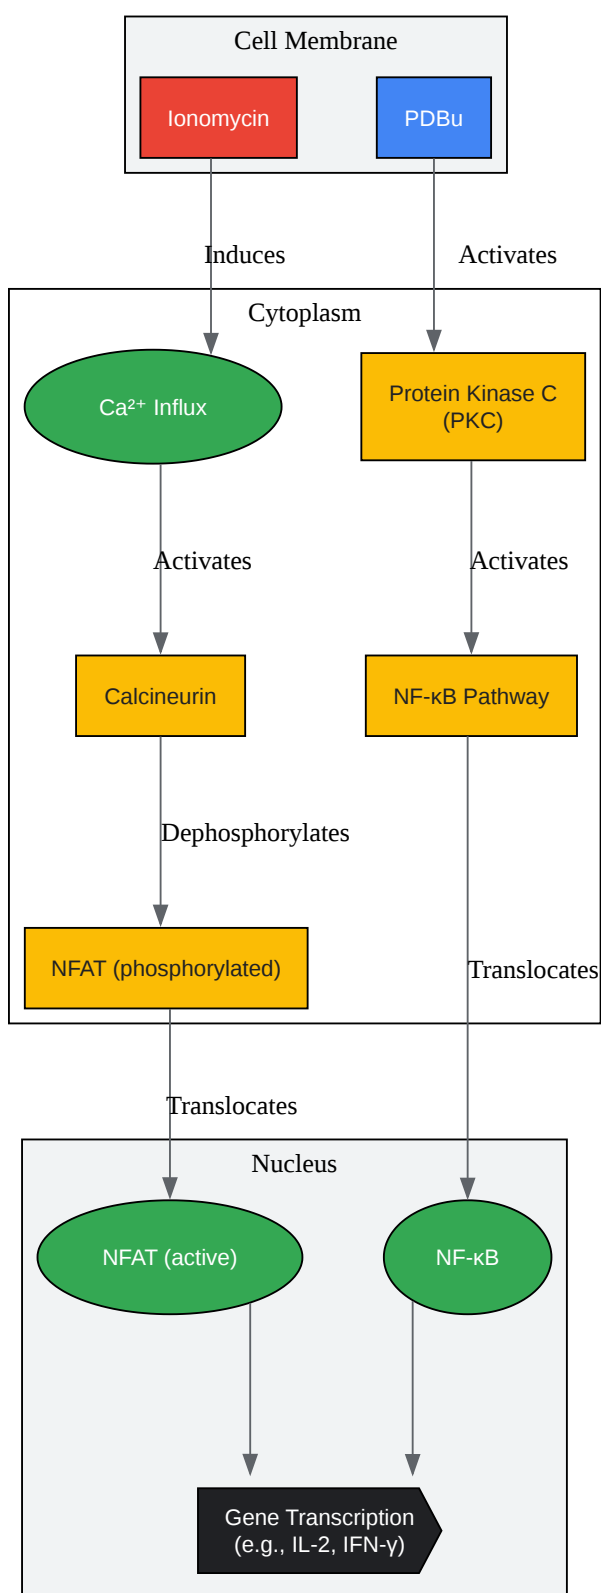 Cell Membrane
Ionomycin
PDBu
Induces
Activates
Cytoplasm
Ca²⁺ Influx
Protein Kinase C
(PKC)
Activates
Activates
Calcineurin
NF-κB Pathway
Dephosphorylates
NFAT (phosphorylated)
Translocates
Translocates
Nucleus
NFAT (active)
NF-κB
Gene Transcription
(e.g., IL-2, IFN-γ)